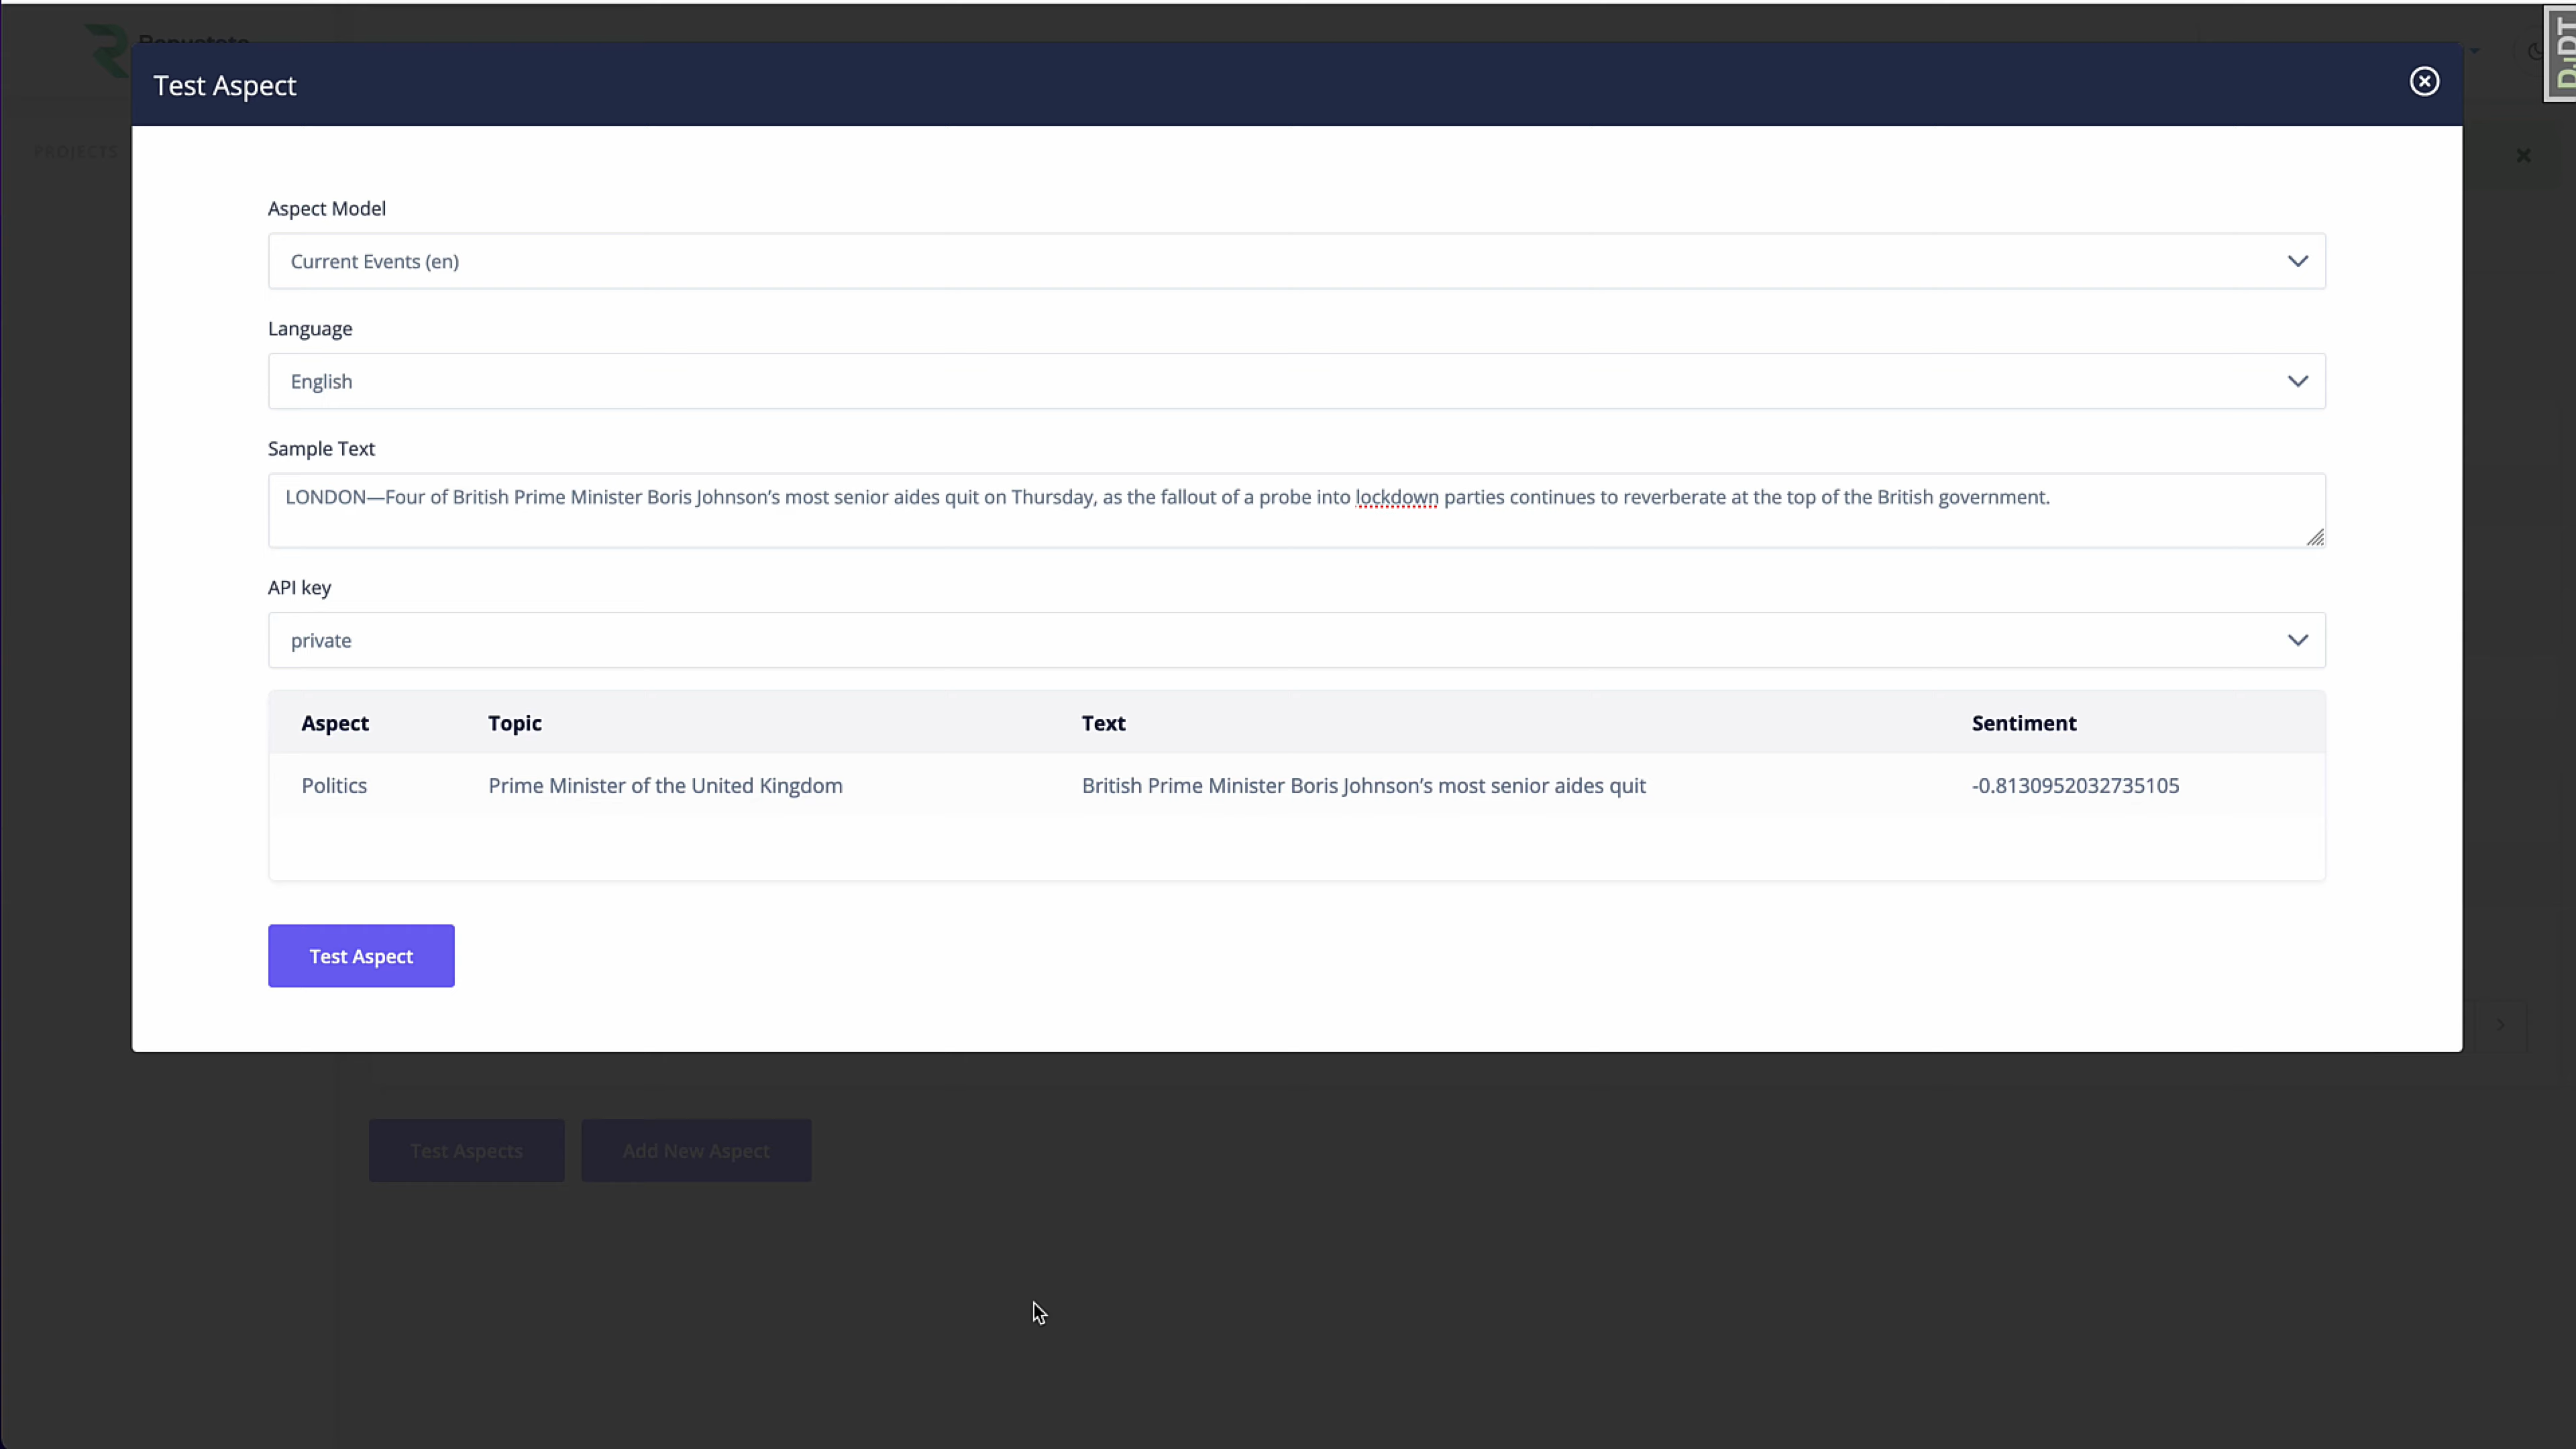 Test Aspect
DjDT
PROJECTS
Aspect Model
Current Events (en)
Language
English
Sample Text
LONDON—Four of British Prime Minister Boris Johnson’s most senior aides quit on Thursday, as the fallout of a probe into lockdown parties continues to reverberate at the top of the British government.
API key
private
Aspect Topic Text Sentiment
Politics Prime Minister of the United Kingdom British Prime Minister Boris Johnson’s most senior aides quit -0.8130952032735105
Test Aspect
Test Aspects Add New Aspect